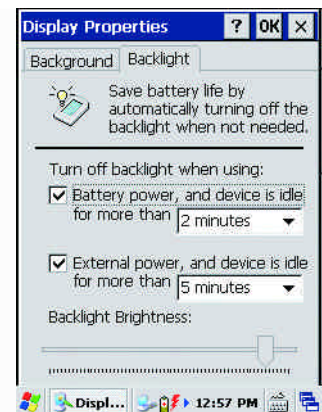 Display Properties ? OK ×
Background Backlight
Save battery life by
automatically turning off the
backlight when not needed.
Turn off backlight when using:
Battery power, and device is idle
for more than 2 minutes
External power, and device is idle
for more than 5 minutes
Backlight Brightness:
Displ... 12:57 PM